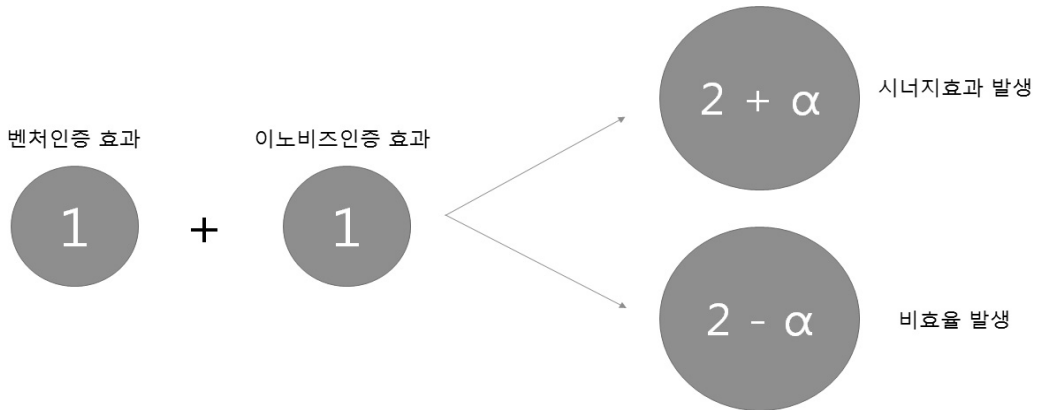 벤처인증 효과
1
+
이노비즈인증 효과
1
2 + α
시너지효과 발생
2 - α
비효율 발생